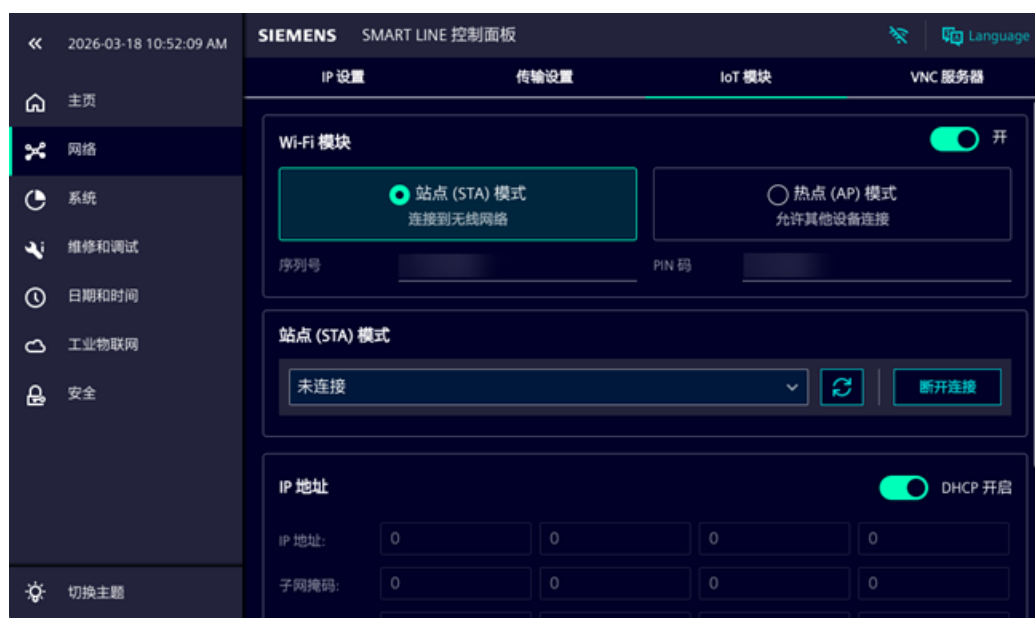 2026-03-18 10:52:09 AM
SIEMENS SMART LINE 控制面板
Language
主页
网络
系统
维修和调试
日期和时间
工业物联网
安全
切换主题
IP 设置 传输设置 IoT 模块 VNC 服务器
Wi-Fi 模块 开
站点 (STA) 模式
连接到无线网络
热点 (AP) 模式
允许其他设备连接
序列号 PIN 码
站点 (STA) 模式
未连接 断开连接
IP 地址 DHCP 开启
IP 地址: 0 0 0 0
子网掩码: 0 0 0 0